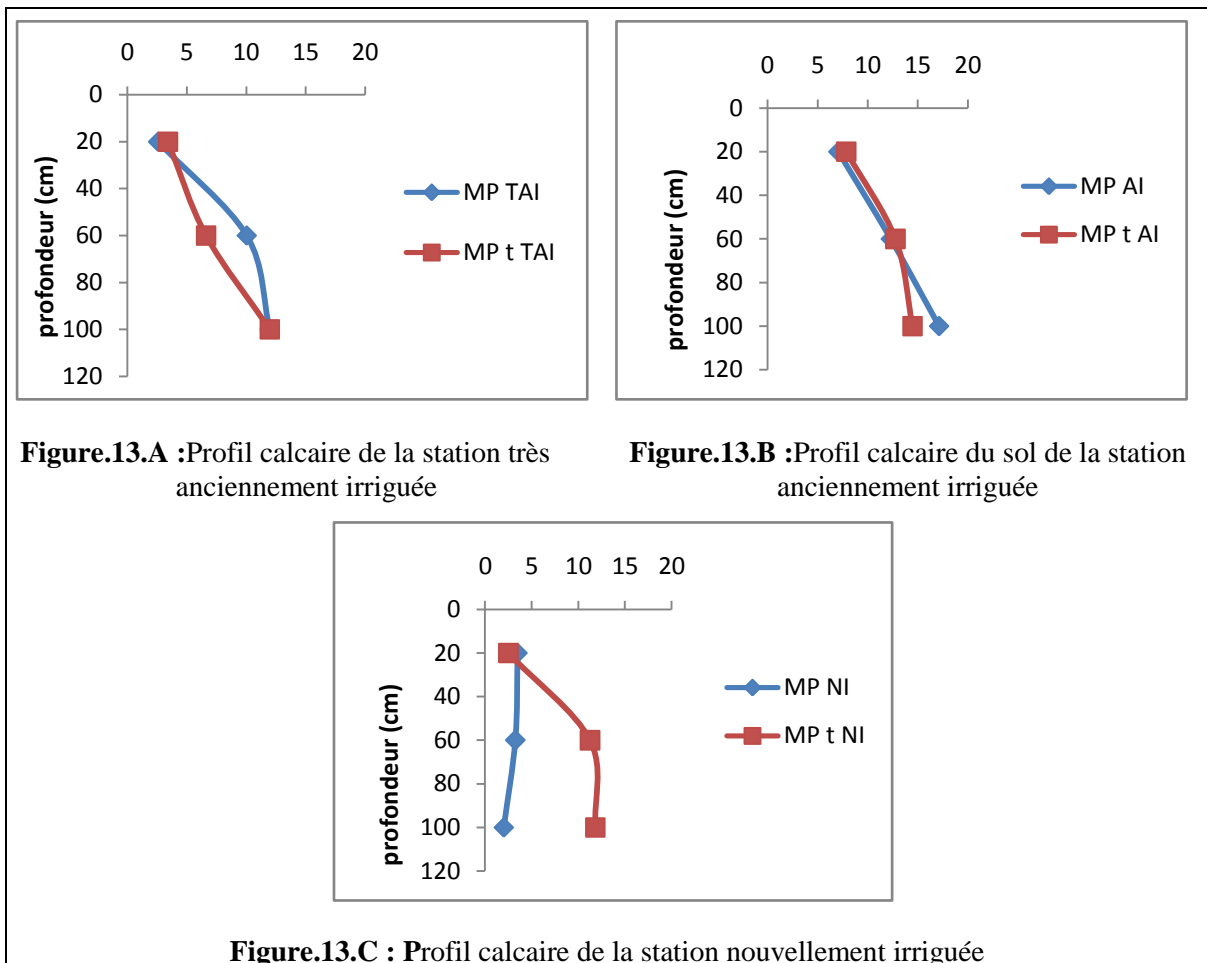 0 5 10 15 20
0
20
40
60
80
100
120
profondeur (cm)
MP TAI
MP t TAI
0 5 10 15 20
0
20
40
60
80
100
120
profondeur (cm)
MP AI
MP t AI
Figure.13.A :Profil calcaire de la station très
anciennement irriguée
Figure.13.B :Profil calcaire du sol de la station
anciennement irriguée
0 5 10 15 20
0
20
40
60
80
100
120
profondeur (cm)
MP NI
MP t NI
Figure.13.C : Profil calcaire de la station nouvellement irriguée